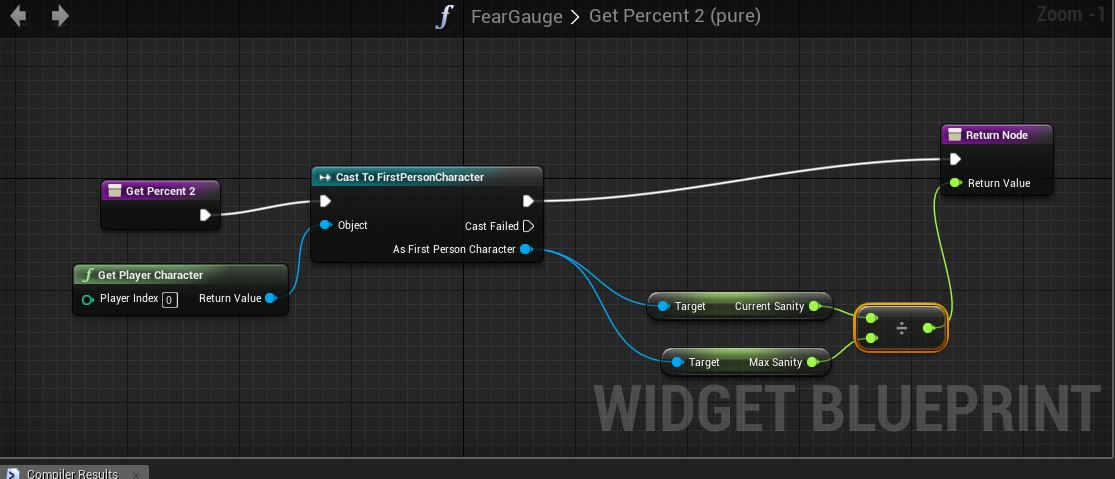 FearGauge > Get Percent 2 (pure)
Zoom -1
Get Percent 2
Cast To FirstPersonCharacter
Object
Cast Failed
As First Person Character
f Get Player Character
Player Index 0 Return Value
Return Node
Return Value
Target Current Sanity
÷
Target Max Sanity
WIDGET BLUEPRINT
Compiler Results